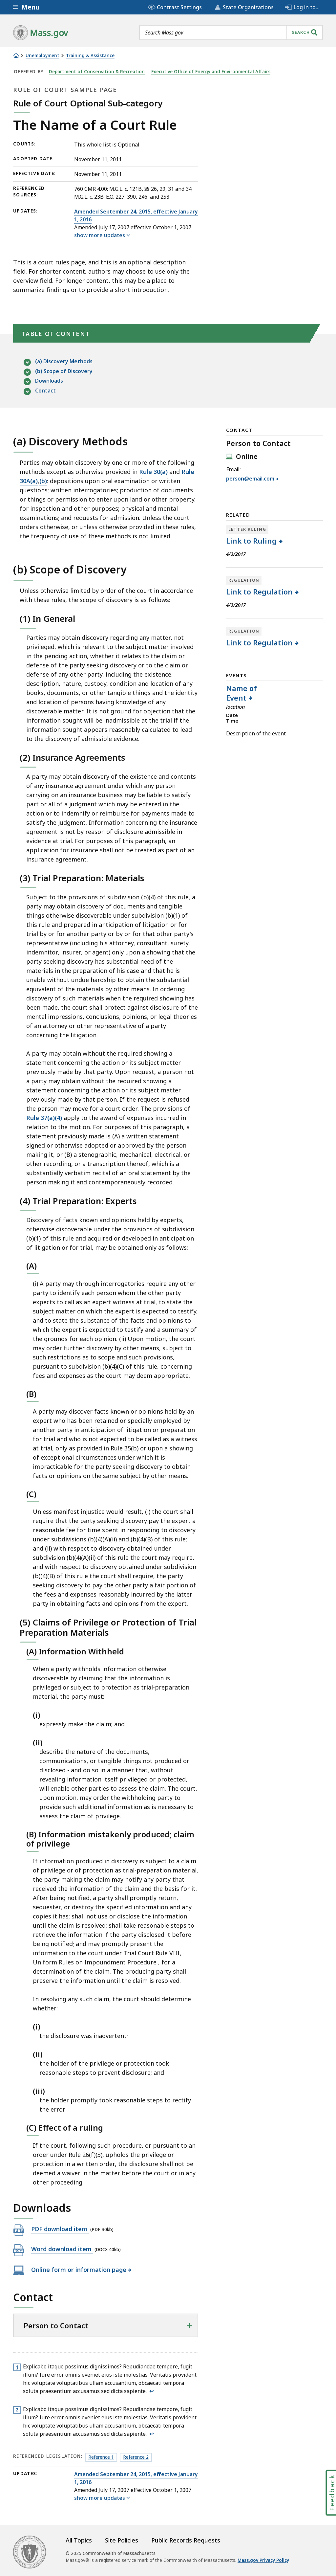 Menu
Contrast Settings
State Organizations
Log in to...
Mass.gov
Search Mass.gov
SEARCH
Unemployment
Training & Assistance
OFFERED BY Department of Conservation & Recreation Executive Office of Energy and Environmental Affairs
RULE OF COURT SAMPLE PAGE
Rule of Court Optional Sub-category
The Name of a Court Rule
COURTS: This whole list is Optional
ADOPTED DATE: November 11, 2011
EFFECTIVE DATE: November 11, 2011
REFERENCED SOURCES:
760 CMR 4.00: M.G.L. c. 121B, §§ 26, 29, 31 and 34;
M.G.L. c. 23B; E.O. 227, 390, 246, and 253
UPDATES: Amended September 24, 2015, effective January
1, 2016
Amended July 17, 2007 effective October 1, 2007
show more updates
This is a court rules page, and this is an optional description
field. For shorter content, authors may choose to use only the
short description. For longer content, this may be a place to
summarize findings or to provide a short introduction.
TABLE OF CONTENT
(a) Discovery Methods
(b) Scope of Discovery
Downloads
Contact
(a) Discovery Methods
Parties may obtain discovery by one or more of the following
methods except as otherwise provided in Rule 30(a) and Rule
30A(a),(b): depositions upon oral examination or written
questions; written interrogatories; production of documents
or things or permission to enter upon land or other property,
for inspection and other purposes; physical and mental
examinations; and requests for admission. Unless the court
orders otherwise, or unless otherwise provided in these rules,
the frequency of use of these methods is not limited.
(b) Scope of Discovery
Unless otherwise limited by order of the court in accordance
with these rules, the scope of discovery is as follows:
(1) In General
Parties may obtain discovery regarding any matter, not
privileged, which is relevant to the subject matter
involved in the pending action, whether it relates to the
claim or defense of the party seeking discovery or to the
claim or defense of any other party, including the
existence, description, nature, custody, condition and
location of any books, documents, or other tangible
things and the identity and location of persons having
knowledge of any discoverable matter. It is not ground
for objection that the information sought will be
inadmissible at the trial if the information sought
appears reasonably calculated to lead to the discovery of
admissible evidence.
(2) Insurance Agreements
A party may obtain discovery of the existence and contents
of any insurance agreement under which any person
carrying on an insurance business may be liable to satisfy
part or all of a judgment which may be entered in the
action or to indemnify or reimburse for payments made to
satisfy the judgment. Information concerning the insurance
agreement is not by reason of disclosure admissible in
evidence at trial. For purposes of this paragraph, an
application for insurance shall not be treated as part of an
insurance agreement.
(3) Trial Preparation: Materials
Subject to the provisions of subdivision (b)(4) of this rule, a
party may obtain discovery of documents and tangible
things otherwise discoverable under subdivision (b)(1) of
this rule and prepared in anticipation of litigation or for
trial by or for another party or by or for that other party's
representative (including his attorney, consultant, surety,
indemnitor, insurer, or agent) only upon a showing that
the party seeking discovery has substantial need of the
materials in the preparation of his case and that he is
unable without undue hardship to obtain the substantial
equivalent of the materials by other means. In ordering
discovery of such materials when the required showing
has been made, the court shall protect against disclosure of
the mental impressions, conclusions, opinions, or legal
theories of an attorney or other representative of a party
concerning the litigation.
A party may obtain without the required showing a
statement concerning the action or its subject matter
previously made by that party. Upon request, a person not
a party may obtain without the required showing a
statement concerning the action or its subject matter
previously made by that person. If the request is refused,
the person may move for a court order. The provisions of
Rule 37(a)(4) apply to the award of expenses incurred in
relation to the motion. For purposes of this paragraph, a
statement previously made is (A) a written statement
signed or otherwise adopted or approved by the person
making it, or (B) a stenographic, mechanical, electrical, or
other recording, or a transcription thereof, which is a
substantially verbatim recital of an oral statement by the
person making it and contemporaneously recorded.
(4) Trial Preparation: Experts
Discovery of facts known and opinions held by experts,
otherwise discoverable under the provision of subdivision
(b)(1) of this rule and acquired or developed in anticipation
of litigation or for trial, may be obtained only as follows:
(A)
(i) A party may through interrogatories require any other
party to identify each person whom the other party
expects to call as an expert witness at trial, to state the
subject matter on which the expert is expected to testify,
and to state the substance of the facts and opinions to
which the expert is expected to testify and a summary of
the grounds for each opinion. (ii) Upon motion, the court
may order further discovery by other means, subject to
such restrictions as to scope and such provisions,
pursuant to subdivision (b)(4)(C) of this rule, concerning
fees and expenses as the court may deem appropriate.
(B)
A party may discover facts known or opinions held by an
expert who has been retained or specially employed by
another party in anticipation of litigation or preparation
for trial and who is not expected to be called as a witness
at trial, only as provided in Rule 35(b) or upon a showing
of exceptional circumstances under which it is
impracticable for the party seeking discovery to obtain
facts or opinions on the same subject by other means.
(C)
Unless manifest injustice would result, (i) the court shall
require that the party seeking discovery pay the expert a
reasonable fee for time spent in responding to discovery
under subdivisions (b)(4)(A)(ii) and (b)(4)(B) of this rule;
and (ii) with respect to discovery obtained under
subdivision (b)(4)(A)(ii) of this rule the court may require,
and with respect to discovery obtained under subdivision
(b)(4)(B) of this rule the court shall require, the party
seeking discovery to pay the other party a fair portion of
the fees and expenses reasonably incurred by the party
later in obtaining facts and opinions from the expert.
(5) Claims of Privilege or Protection of Trial
Preparation Materials
(A) Information Withheld
When a party withholds information otherwise
discoverable by claiming that the information is
privileged or subject to protection as trial-preparation
material, the party must:
(i)
expressly make the claim; and
(ii)
describe the nature of the documents,
communications, or tangible things not produced or
disclosed - and do so in a manner that, without
revealing information itself privileged or protected,
will enable other parties to assess the claim. The court,
upon motion, may order the withholding party to
provide such additional information as is necessary to
assess the claim of privilege.
(B) Information mistakenly produced; claim
of privilege
If information produced in discovery is subject to a claim
of privilege or of protection as trial-preparation material,
the party making the claim may notify any party that
received the information of the claim and the basis for it.
After being notified, a party shall promptly return,
sequester, or destroy the specified information and any
copies it has; shall not use or disclose the information
until the claim is resolved; and shall take reasonable steps
to retrieve the information if the party disclosed it before
being notified; and may promptly present the
information to the court under Trial Court Rule VIII,
Uniform Rules on Impoundment Procedure, for a
determination of the claim. The producing party shall
preserve the information until the claim is resolved.
In resolving any such claim, the court should determine
whether:
(i)
the disclosure was inadvertent;
(ii)
the holder of the privilege or protection took
reasonable steps to prevent disclosure; and
(iii)
the holder promptly took reasonable steps to rectify
the error
(C) Effect of a ruling
If the court, following such procedure, or pursuant to an
order under Rule 26(f)(3), upholds the privilege or
protection in a written order, the disclosure shall not be
deemed a waiver in the matter before the court or in any
other proceeding.
Downloads
PDF download item (PDF 30Mb)
Word download item (DOCX 40Kb)
Online form or information page
Contact
Person to Contact
+
1 Explicabo itaque possimus dignissimos? Repudiandae tempore, fugit
illum? Iure error omnis eveniet eius iste molestias. Veritatis provident
hic voluptate voluptatibus ullam accusamus est dicta ipsam officia
soluta praesentium accusamus sed dicta sapiente. ↩
2 Explicabo itaque possimus dignissimos? Repudiandae tempore, fugit
illum? Iure error omnis eveniet eius iste molestias. Veritatis provident
hic voluptate voluptatibus ullam accusamus est dicta ipsam officia
soluta praesentium accusamus sed dicta sapiente. ↩
REFERENCED LEGISLATION: Reference 1 Reference 2
UPDATES: Amended September 24, 2015, effective January
1, 2016
Amended July 17, 2007 effective October 1, 2007
show more updates
CONTACT
Person to Contact
Online
Email:
person@email.com
RELATED
LETTER RULING
Link to Ruling
4/3/2017
REGULATION
Link to Regulation
4/3/2017
REGULATION
Link to Regulation
EVENTS
Name of
Event
location
Date
Time
Description of the event
Feedback
All Topics
Site Policies
Public Records Requests
© 2025 Commonwealth of Massachusetts.
Mass.gov® is a registered service mark of the Commonwealth of Massachusetts. Mass.gov Privacy Policy